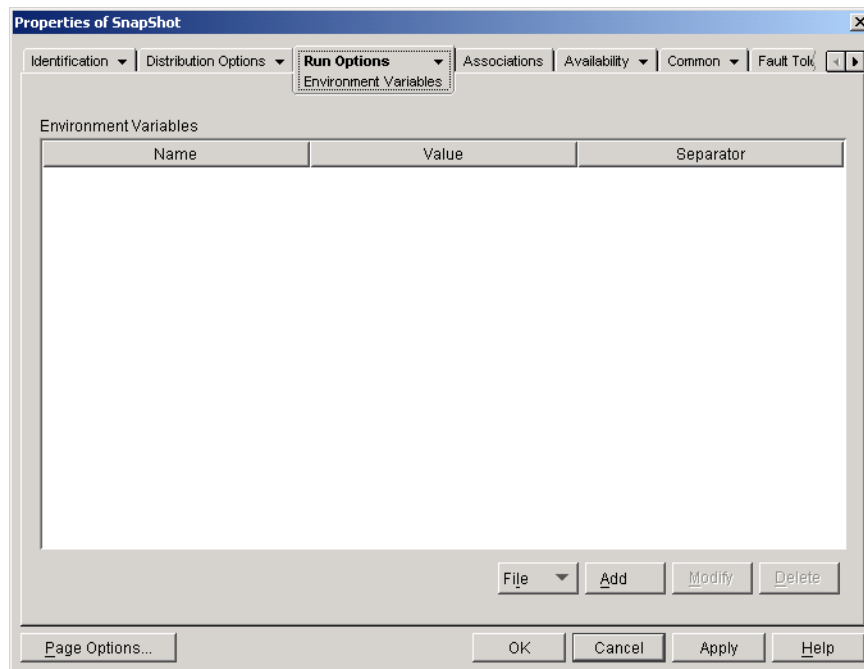 Properties of SnapShot
Identification Distribution Options Run Options Associations Availability Common Fault
Environment Variables
Environment Variables
Name Value Separator
File Add Modify Delete
Page Options... OK Cancel Apply Help